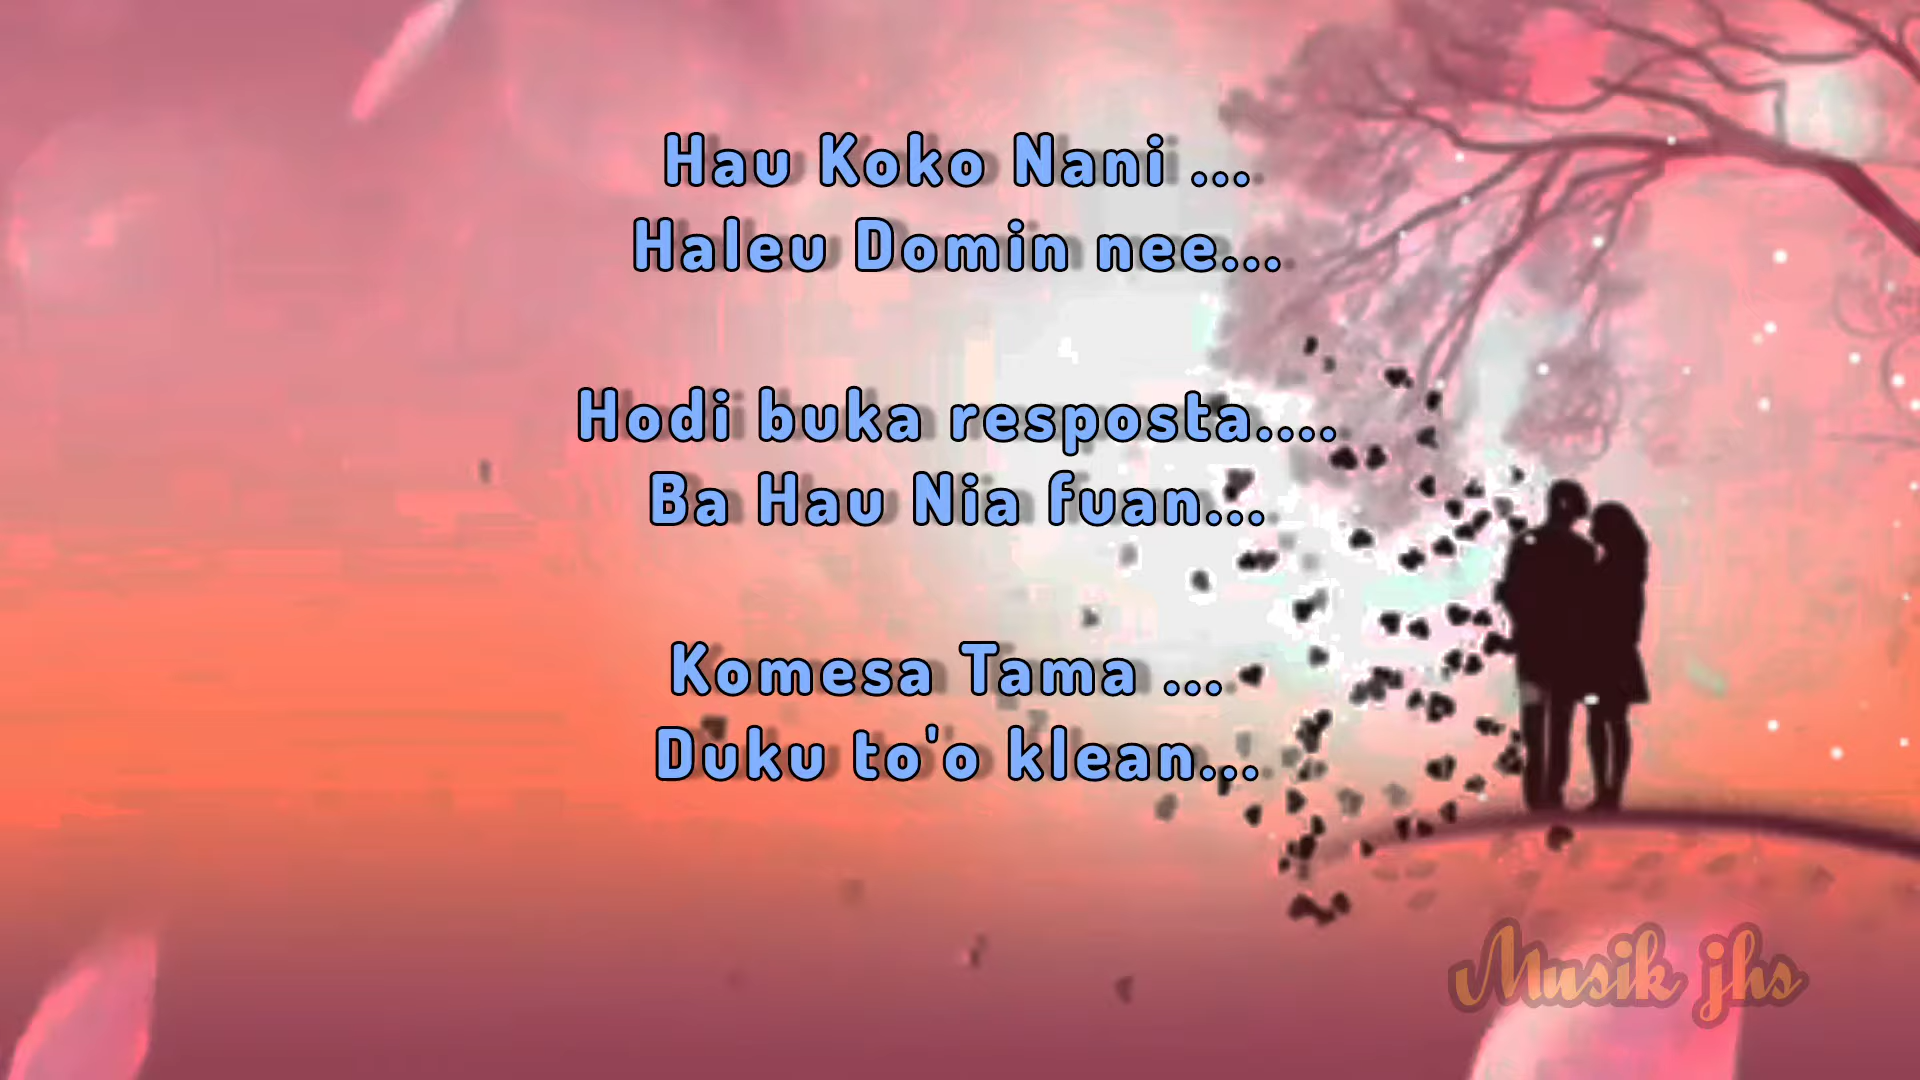 Hau Koko Nani ...
Haleu Domin nee...
Hodi buka resposta....
Ba Hau Nia fuan...
Komesa Tama ...
Duku to'o klean...
Musik jhs